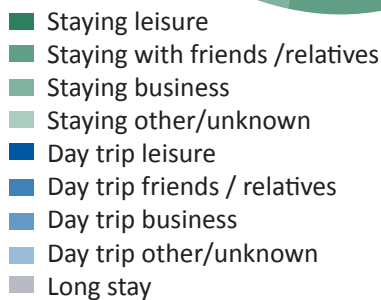 Staying leisure
Staying with friends /relatives
Staying business
Staying other/unknown
Day trip leisure
Day trip friends / relatives
Day trip business
Day trip other/unknown
Long stay